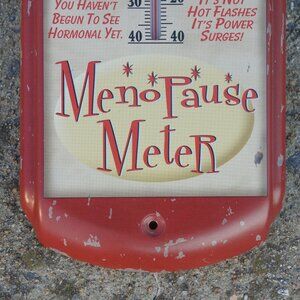 You Haven't
Begun To See
Hormonal Yet.
It's Not
Hot Flashes
It's Power
Surges!
30 20
40 40
Menopause
Meter